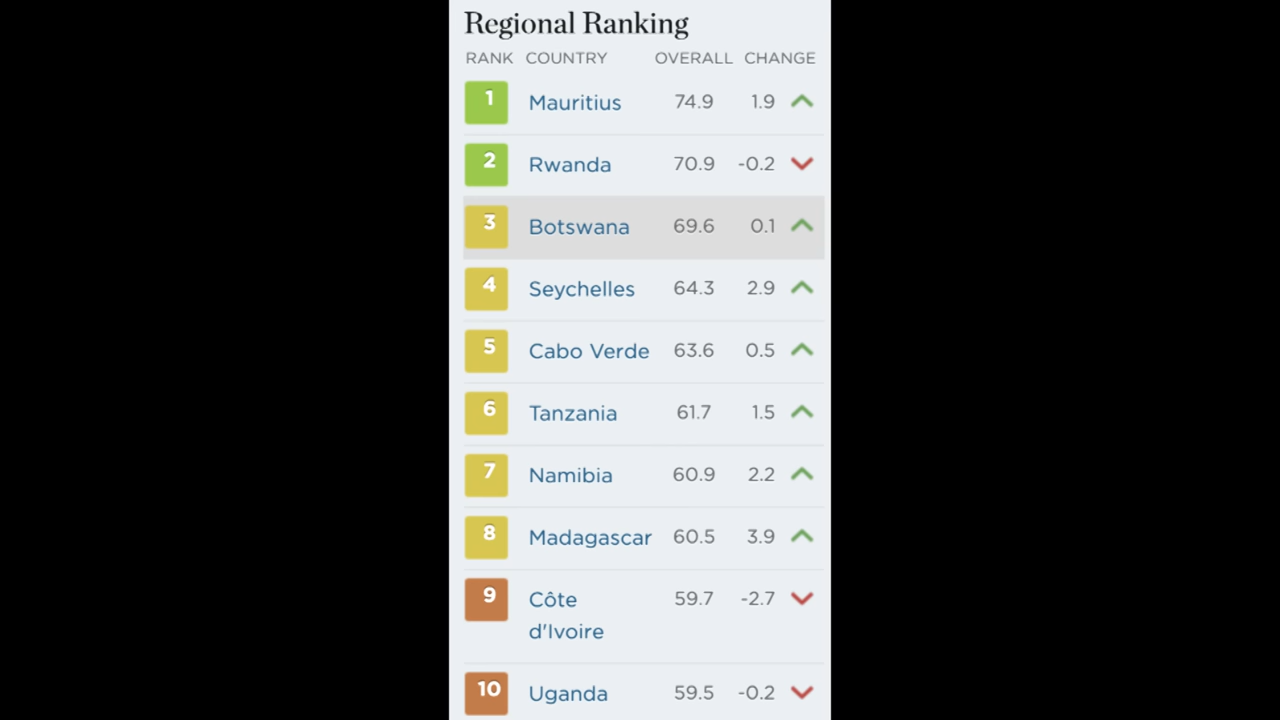 Regional Ranking
RANK COUNTRY OVERALL CHANGE
1 Mauritius 74.9 1.9
2 Rwanda 70.9 -0.2
3 Botswana 69.6 0.1
4 Seychelles 64.3 2.9
5 Cabo Verde 63.6 0.5
6 Tanzania 61.7 1.5
7 Namibia 60.9 2.2
8 Madagascar 60.5 3.9
9 Côte 59.7 -2.7
d'Ivoire
10 Uganda 59.5 -0.2